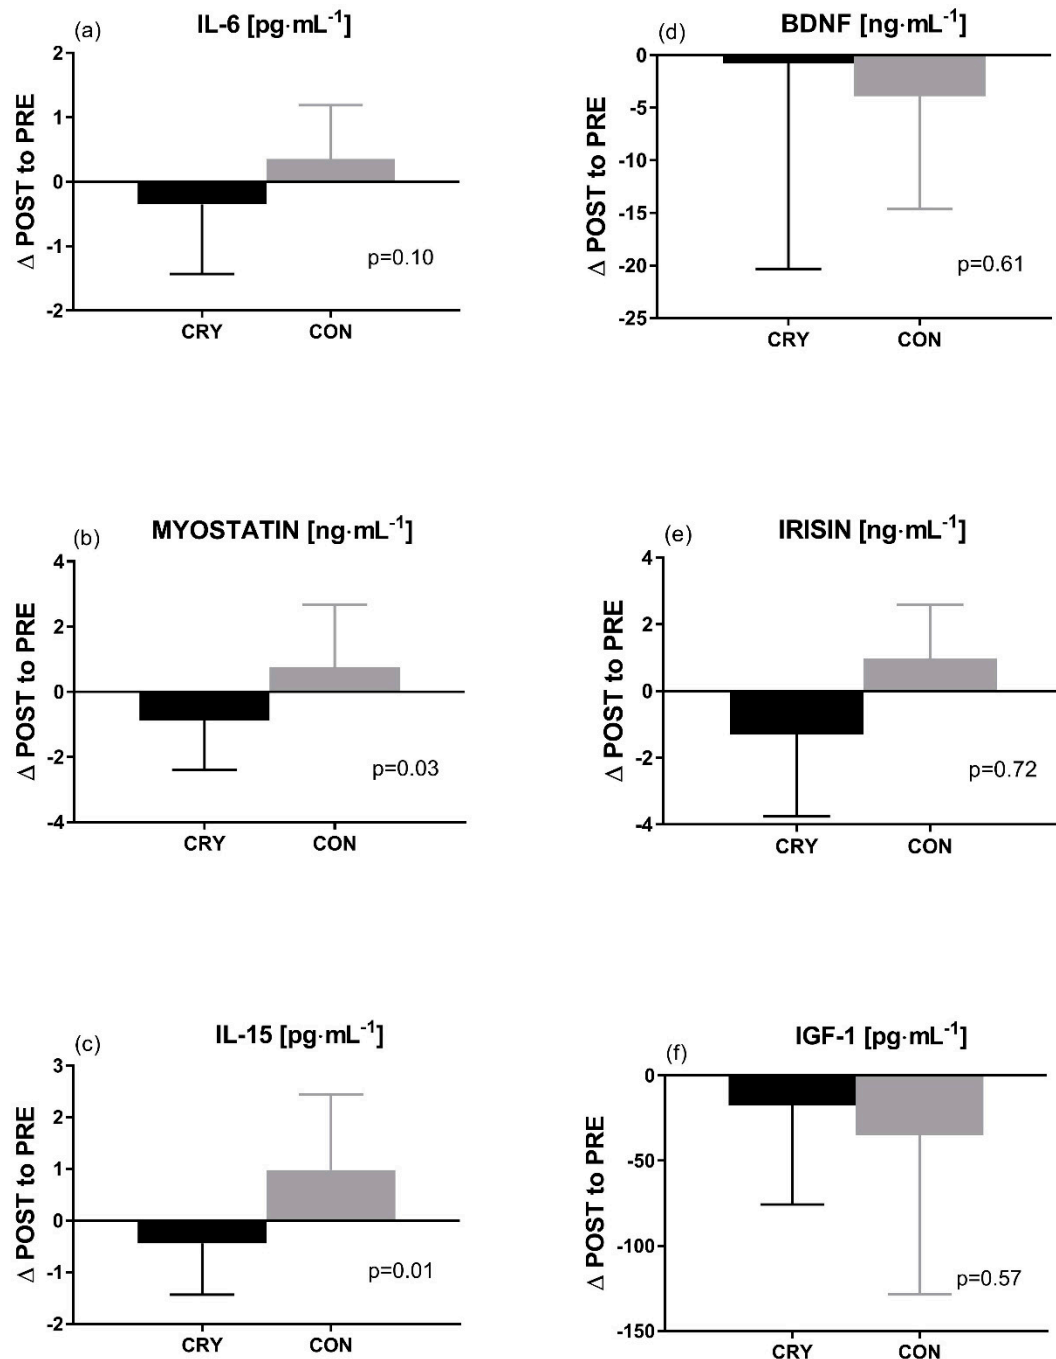 (a)
IL-6 [pg·mL⁻¹]
Δ POST to PRE
2
1
0
-1
-2
p=0.10
CRY
CON
(d)
BDNF [ng·mL⁻¹]
Δ POST to PRE
0
-5
-10
-15
-20
-25
p=0.61
CRY
CON
(b)
MYOSTATIN [ng·mL⁻¹]
Δ POST to PRE
4
2
0
-2
-4
p=0.03
CRY
CON
(e)
IRISIN [ng·mL⁻¹]
Δ POST to PRE
4
2
0
-2
-4
p=0.72
CRY
CON
(c)
IL-15 [pg·mL⁻¹]
Δ POST to PRE
3
2
1
0
-1
-2
p=0.01
CRY
CON
(f)
IGF-1 [pg·mL⁻¹]
Δ POST to PRE
0
-50
-100
-150
p=0.57
CRY
CON